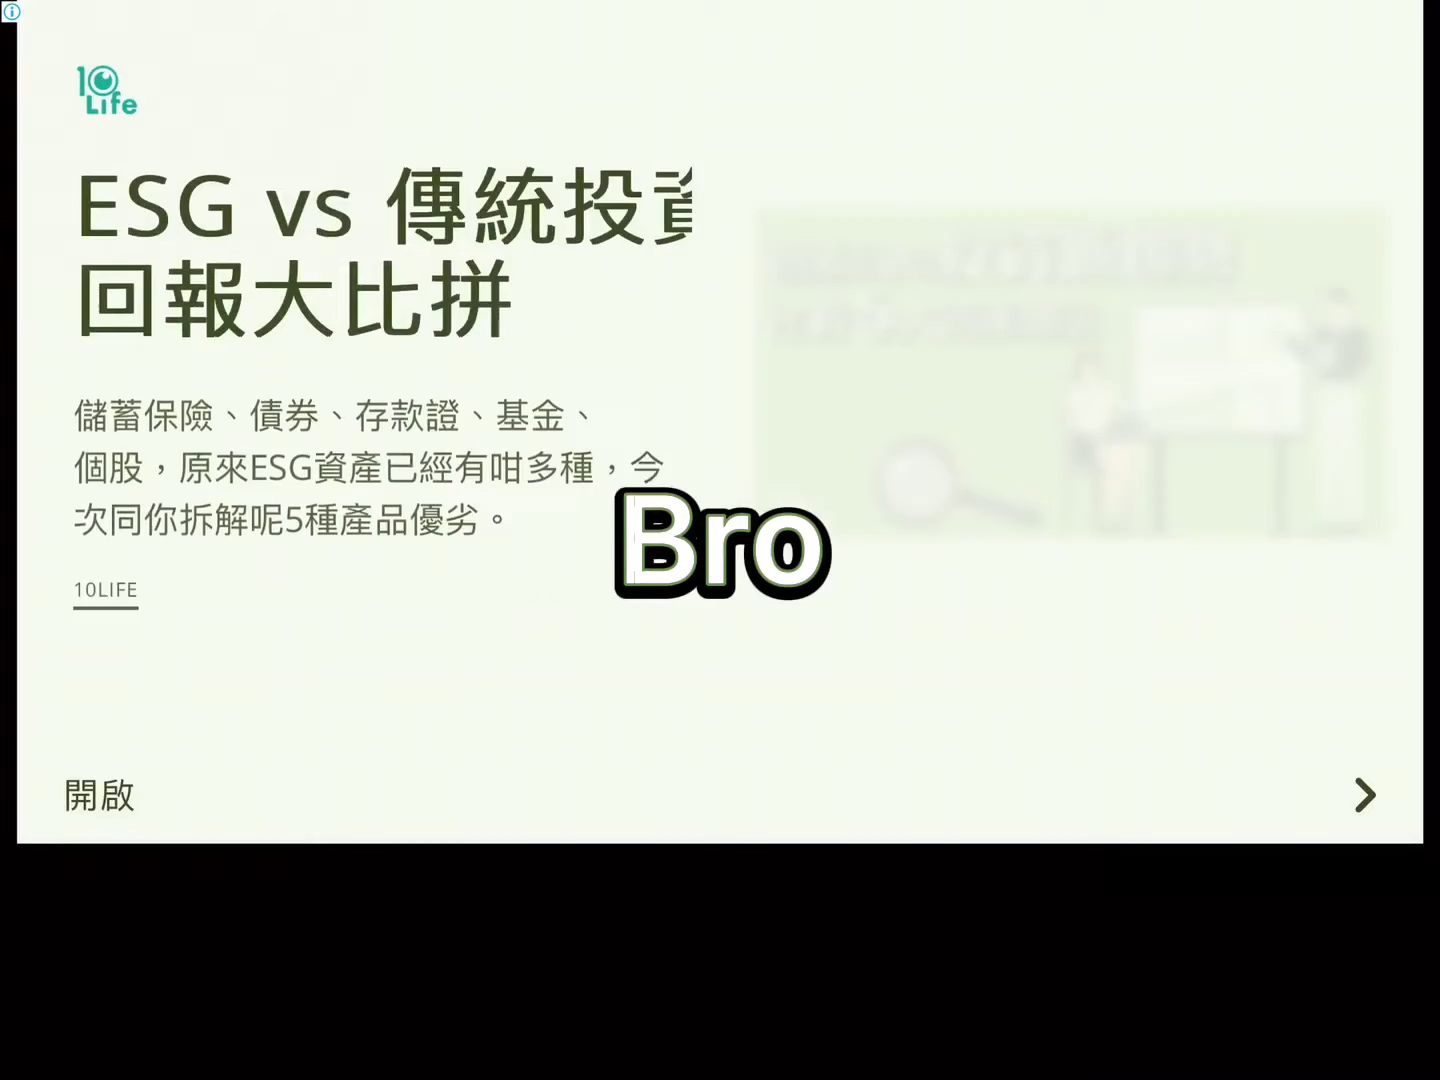 10
Life
ESG vs 傳統投資
回報大比拼
儲蓄保險、債券、存款證、基金、
個股，原來ESG資產已經有咁多種，今
次同你拆解呢5種產品優劣。
Bro
10LIFE
開啟